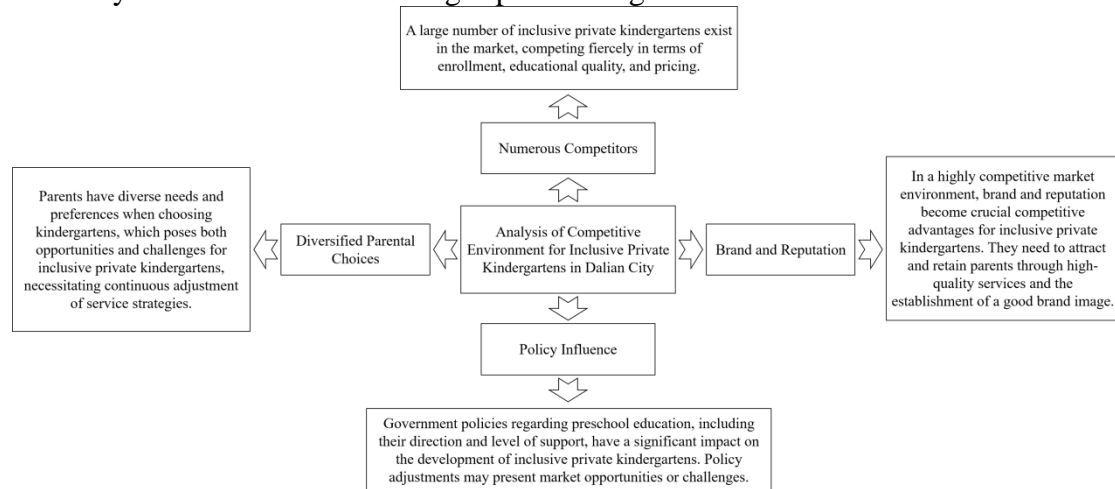 A large number of inclusive private kindergartens exist
in the market, competing fiercely in terms of
enrollment, educational quality, and pricing.
Numerous Competitors
Parents have diverse needs and
preferences when choosing
kindergartens, which poses both
opportunities and challenges for
inclusive private kindergartens,
necessitating continuous adjustment
of service strategies.
Diversified Parental
Choices
Analysis of Competitive
Environment for Inclusive Private
Kindergartens in Dalian City
Brand and Reputation
In a highly competitive market
environment, brand and reputation
become crucial competitive
advantages for inclusive private
kindergartens. They need to attract
and retain parents through high-
quality services and the
establishment of a good brand image.
Policy Influence
Government policies regarding preschool education, including
their direction and level of support, have a significant impact on
the development of inclusive private kindergartens. Policy
adjustments may present market opportunities or challenges.